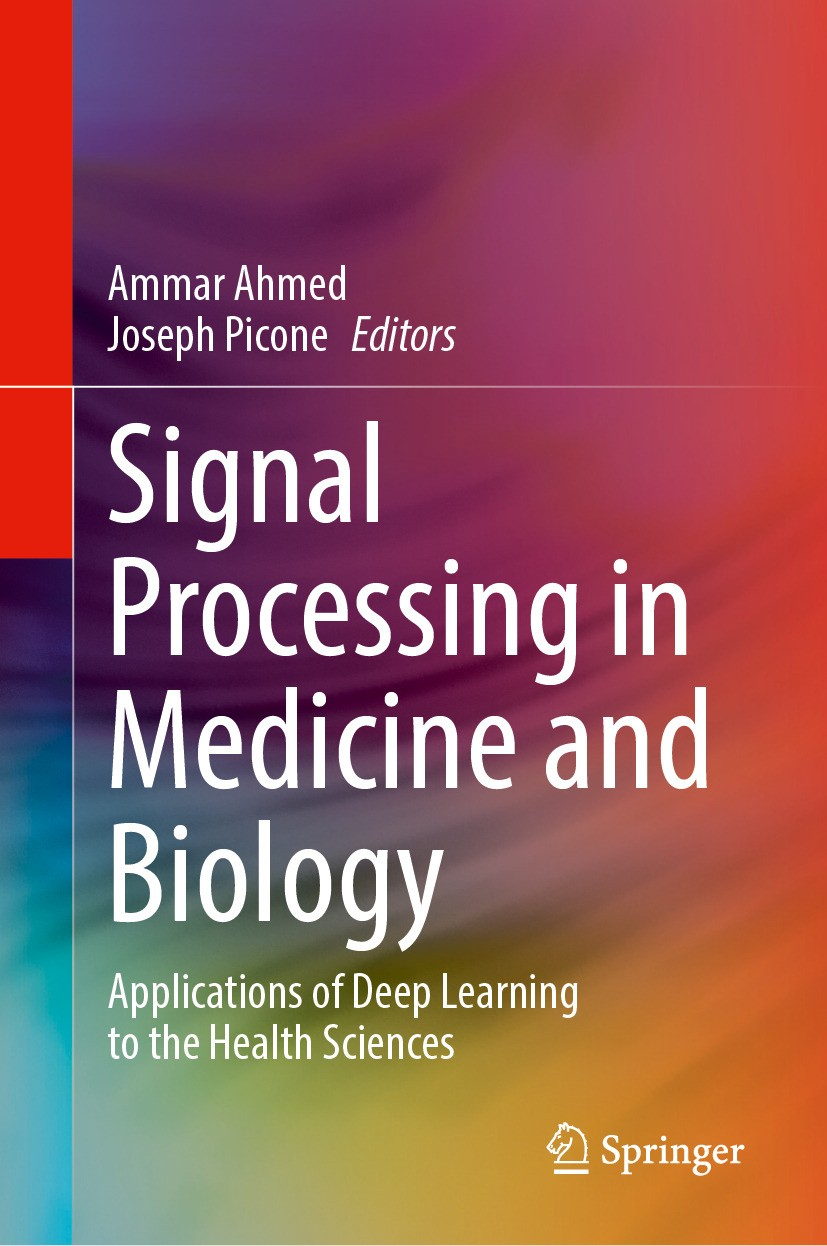 Ammar Ahmed
Joseph Picone Editors
Signal
Processing in
Medicine and
Biology
Applications of Deep Learning
to the Health Sciences
Springer